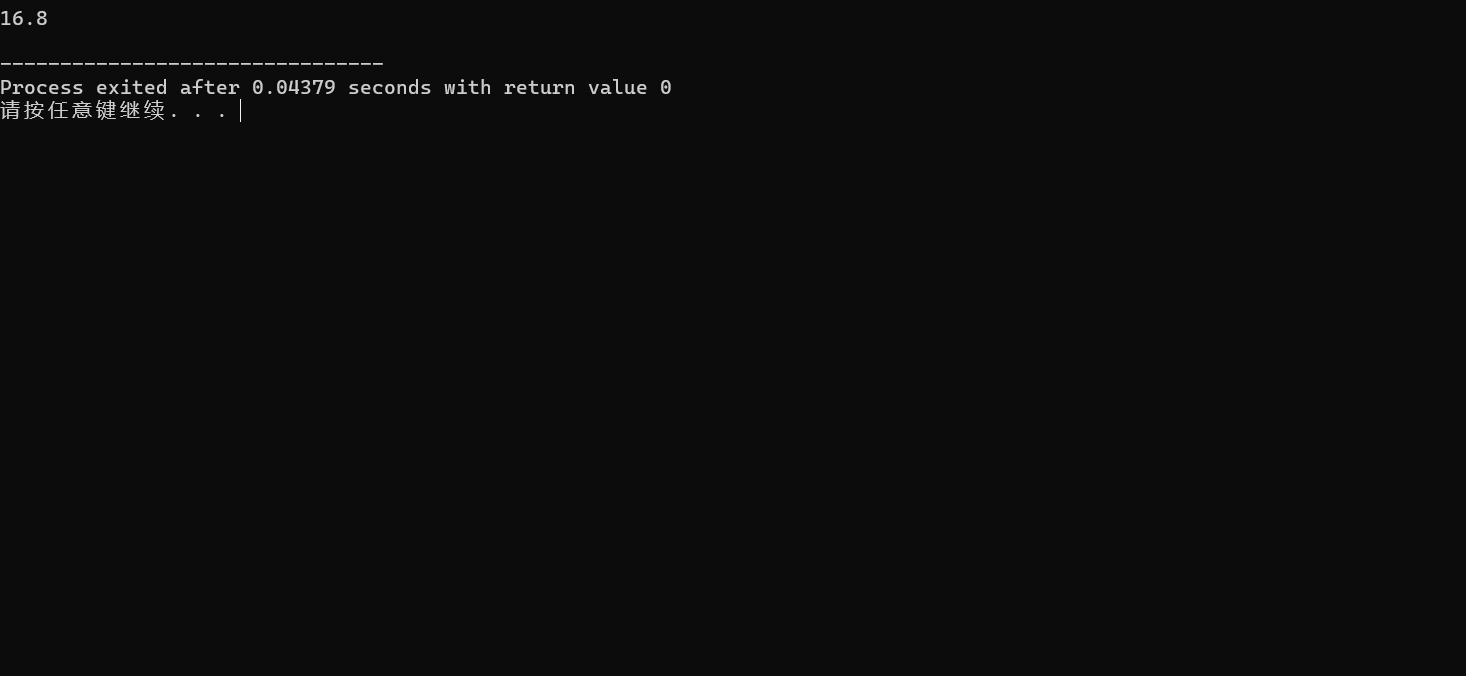 16.8
--------------------------------
Process exited after 0.04379 seconds with return value 0
请按任意键继续. . .